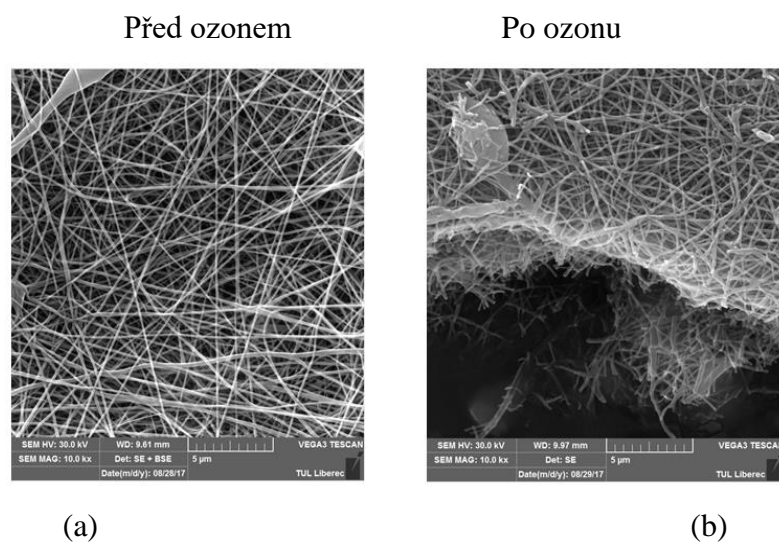 Před ozonem
Po ozonu
SEM HV: 30.0 kV
WD: 9.61 mm
VEGA3 TESCAN
SEM MAG: 10.0 kx
Det: SE + BSE
5 µm
Date(m/d/y): 08/28/17
TUL Liberec
SEM HV: 30.0 kV
WD: 9.97 mm
VEGA3 TESCAN
SEM MAG: 10.0 kx
Det: SE
5 µm
Date(m/d/y): 08/29/17
TUL Liberec
(a)
(b)